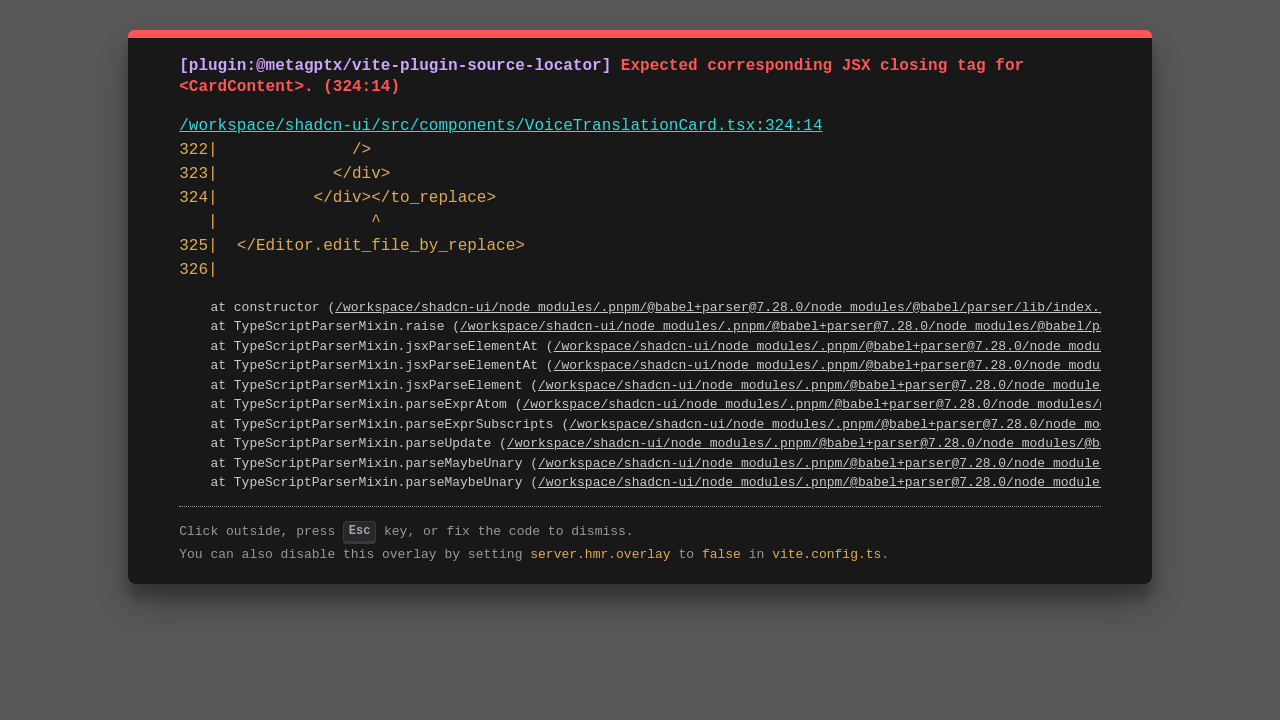 [plugin:@metagptx/vite-plugin-source-locator] Expected corresponding JSX closing tag for
<CardContent>. (324:14)
/workspace/shadcn-ui/src/components/VoiceTranslationCard.tsx:324:14
322|              />
323|            </div>
324|          </div></to_replace>
   |                ^
325|  </Editor.edit_file_by_replace>
326|
at constructor (/workspace/shadcn-ui/node_modules/.pnpm/@babel+parser@7.28.0/node_modules/@babel/parser/lib/index.
at TypeScriptParserMixin.raise (/workspace/shadcn-ui/node_modules/.pnpm/@babel+parser@7.28.0/node_modules/@babel/p
at TypeScriptParserMixin.jsxParseElementAt (/workspace/shadcn-ui/node_modules/.pnpm/@babel+parser@7.28.0/node_modu
at TypeScriptParserMixin.jsxParseElementAt (/workspace/shadcn-ui/node_modules/.pnpm/@babel+parser@7.28.0/node_modu
at TypeScriptParserMixin.jsxParseElement (/workspace/shadcn-ui/node_modules/.pnpm/@babel+parser@7.28.0/node_module
at TypeScriptParserMixin.parseExprAtom (/workspace/shadcn-ui/node_modules/.pnpm/@babel+parser@7.28.0/node_modules/
at TypeScriptParserMixin.parseExprSubscripts (/workspace/shadcn-ui/node_modules/.pnpm/@babel+parser@7.28.0/node_mo
at TypeScriptParserMixin.parseUpdate (/workspace/shadcn-ui/node_modules/.pnpm/@babel+parser@7.28.0/node_modules/@b
at TypeScriptParserMixin.parseMaybeUnary (/workspace/shadcn-ui/node_modules/.pnpm/@babel+parser@7.28.0/node_module
at TypeScriptParserMixin.parseMaybeUnary (/workspace/shadcn-ui/node_modules/.pnpm/@babel+parser@7.28.0/node_module
Click outside, press Esc key, or fix the code to dismiss.
You can also disable this overlay by setting server.hmr.overlay to false in vite.config.ts.